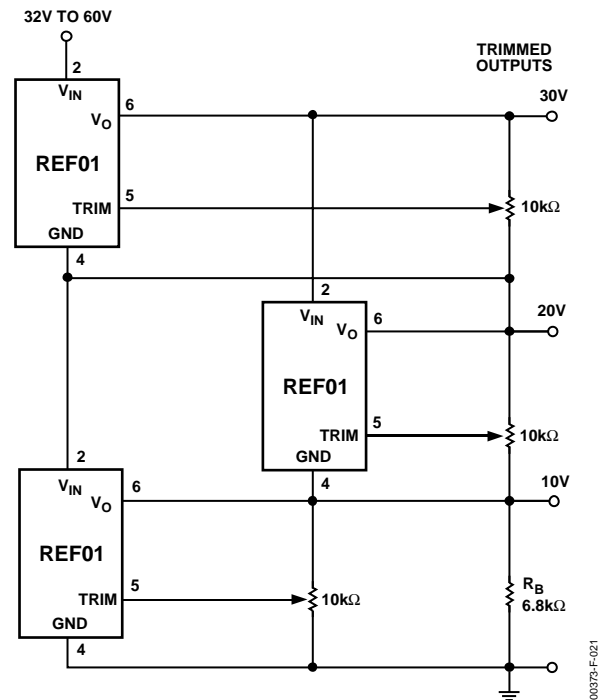 32V TO 60V
2
V_IN
6
V_O
REF01
5
TRIM
GND
4
TRIMMED
OUTPUTS
30V
10kΩ
2
V_IN
6
V_O
REF01
5
TRIM
GND
4
20V
10kΩ
10V
2
V_IN
6
V_O
REF01
5
TRIM
GND
4
10kΩ
R_B
6.8kΩ
00373-F-021